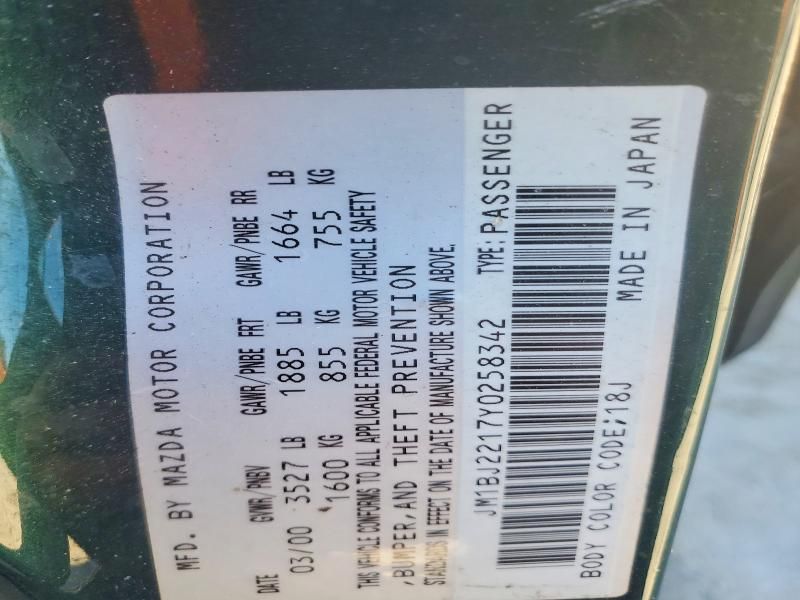 MFD. BY MAZDA MOTOR CORPORATION
DATE GVWR/PNBV GAWR/PNBE FRT GAWR/PNBE RR
03/00 3527 LB 1885 LB 1664 LB
1600 KG 855 KG 755 KG
THIS VEHICLE CONFORMS TO ALL APPLICABLE FEDERAL MOTOR VEHICLE SAFETY
,BUMPER,AND THEFT PREVENTION
STANDARDS IN EFFECT ON THE DATE OF MANUFACTURE SHOWN ABOVE.
JM1BJ2217Y0258342 TYPE:PASSENGER
BODY COLOR CODE;18J MADE IN JAPAN